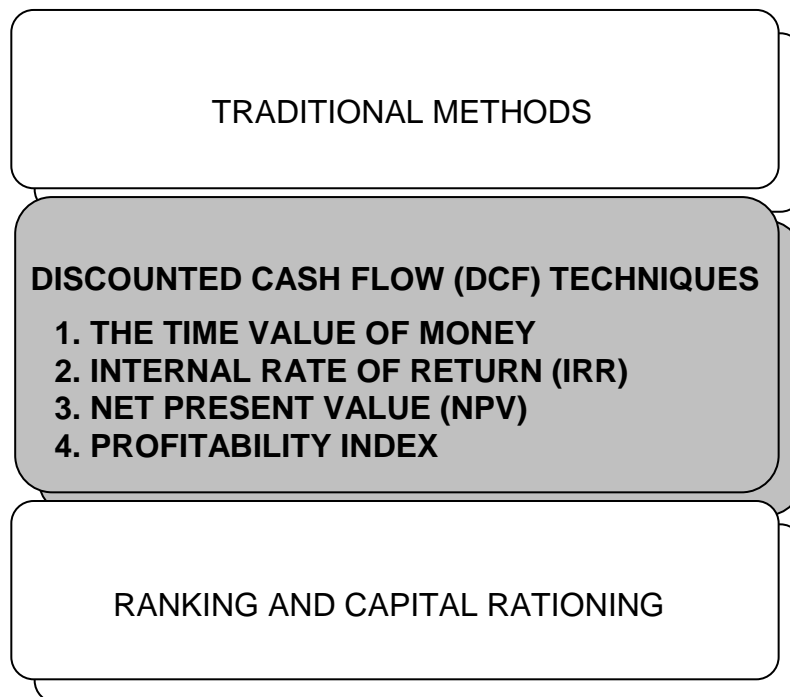 TRADITIONAL METHODS
DISCOUNTED CASH FLOW (DCF) TECHNIQUES
1. THE TIME VALUE OF MONEY
2. INTERNAL RATE OF RETURN (IRR)
3. NET PRESENT VALUE (NPV)
4. PROFITABILITY INDEX
RANKING AND CAPITAL RATIONING